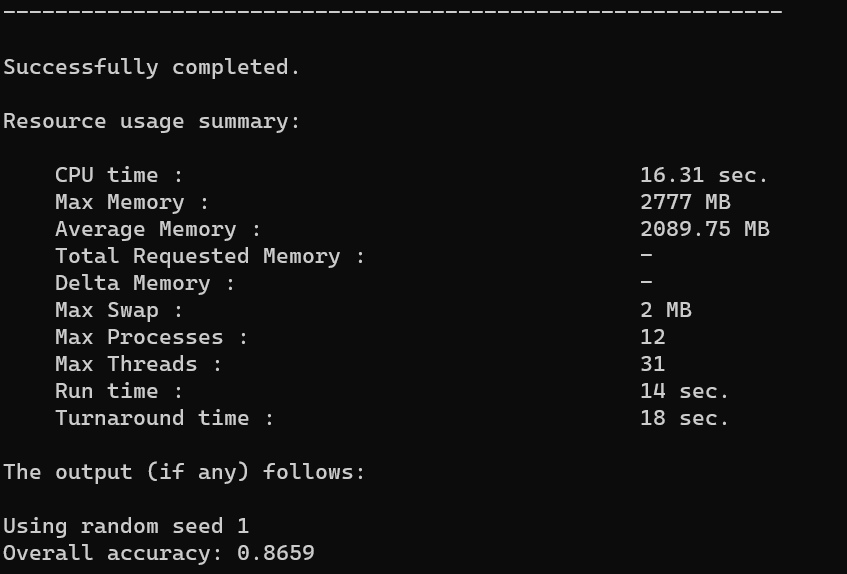 ------------------------------------------------------------
Successfully completed.
Resource usage summary:
CPU time : 16.31 sec.
Max Memory : 2777 MB
Average Memory : 2089.75 MB
Total Requested Memory : -
Delta Memory : -
Max Swap : 2 MB
Max Processes : 12
Max Threads : 31
Run time : 14 sec.
Turnaround time : 18 sec.
The output (if any) follows:
Using random seed 1
Overall accuracy: 0.8659